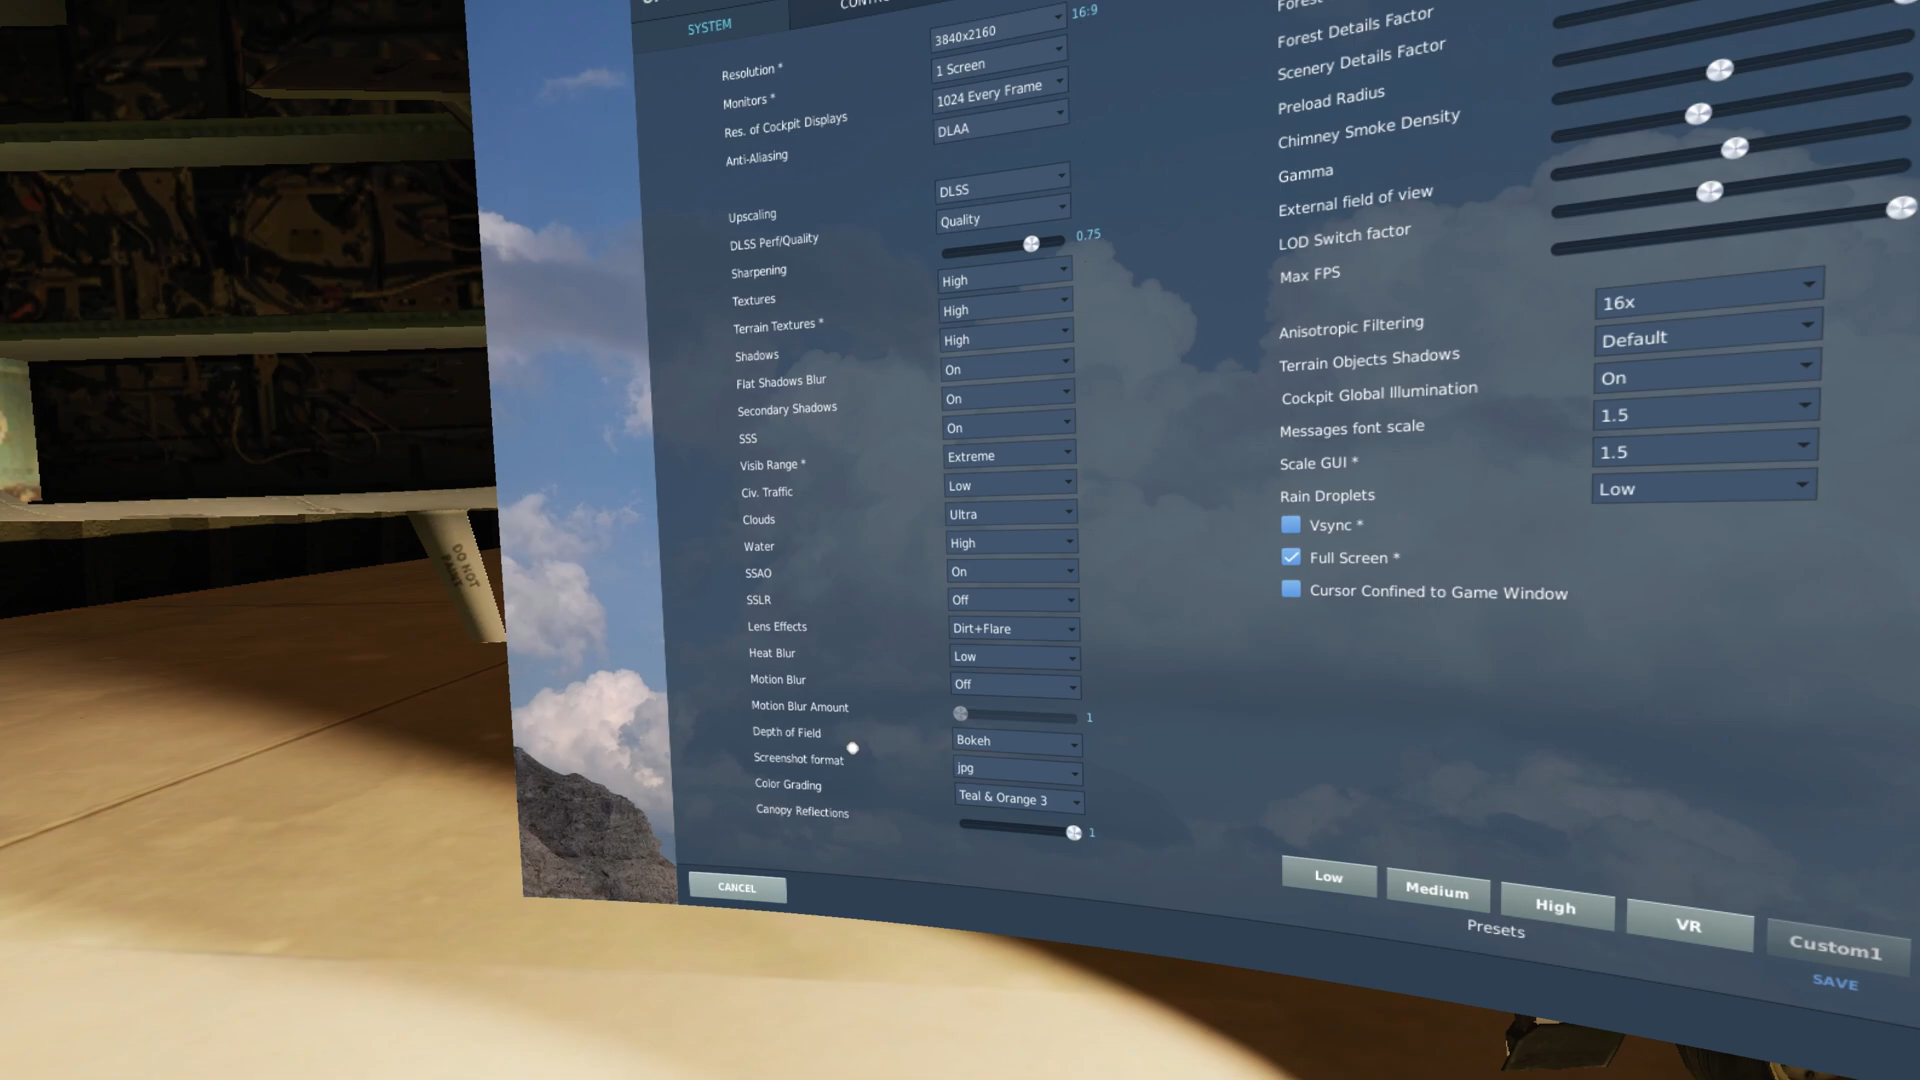 SYSTEM
Resolution * 3840x2160 16:9
Monitors * 1 Screen
Res. of Cockpit Displays 1024 Every Frame
Anti-Aliasing DLAA
Upscaling DLSS
DLSS Perf/Quality Quality
Sharpening 0.75
Textures High
Terrain Textures * High
Shadows High
Flat Shadows Blur On
Secondary Shadows On
SSS On
Visib Range * Extreme
Civ. Traffic Low
Clouds Ultra
Water High
SSAO On
SSLR Off
Lens Effects Dirt+Flare
Heat Blur Low
Motion Blur Off
Motion Blur Amount 1
Depth of Field Bokeh
Screenshot format jpg
Color Grading Teal & Orange 3
Canopy Reflections 1
CANCEL
Forest Details Factor
Scenery Details Factor
Preload Radius
Chimney Smoke Density
Gamma
External field of view
LOD Switch factor
Max FPS
Anisotropic Filtering 16x
Terrain Objects Shadows Default
Cockpit Global Illumination On
Messages font scale 1.5
Scale GUI * 1.5
Rain Droplets Low
Vsync *
Full Screen *
Cursor Confined to Game Window
Low Medium High VR Custom1
Presets
SAVE
DO NOT
PAINT